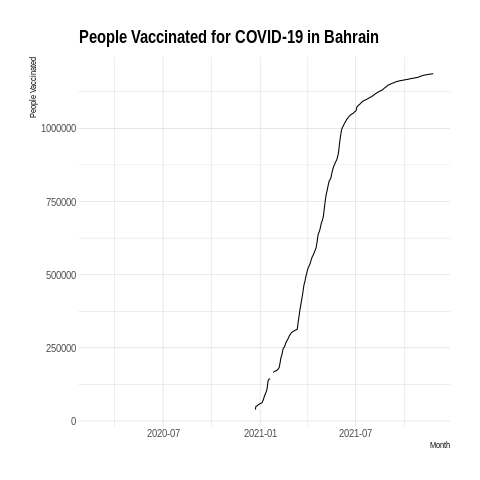 People Vaccinated for COVID-19 in Bahrain
People Vaccinated
1000000
750000
500000
250000
0
2020-07
2021-01
2021-07
Month